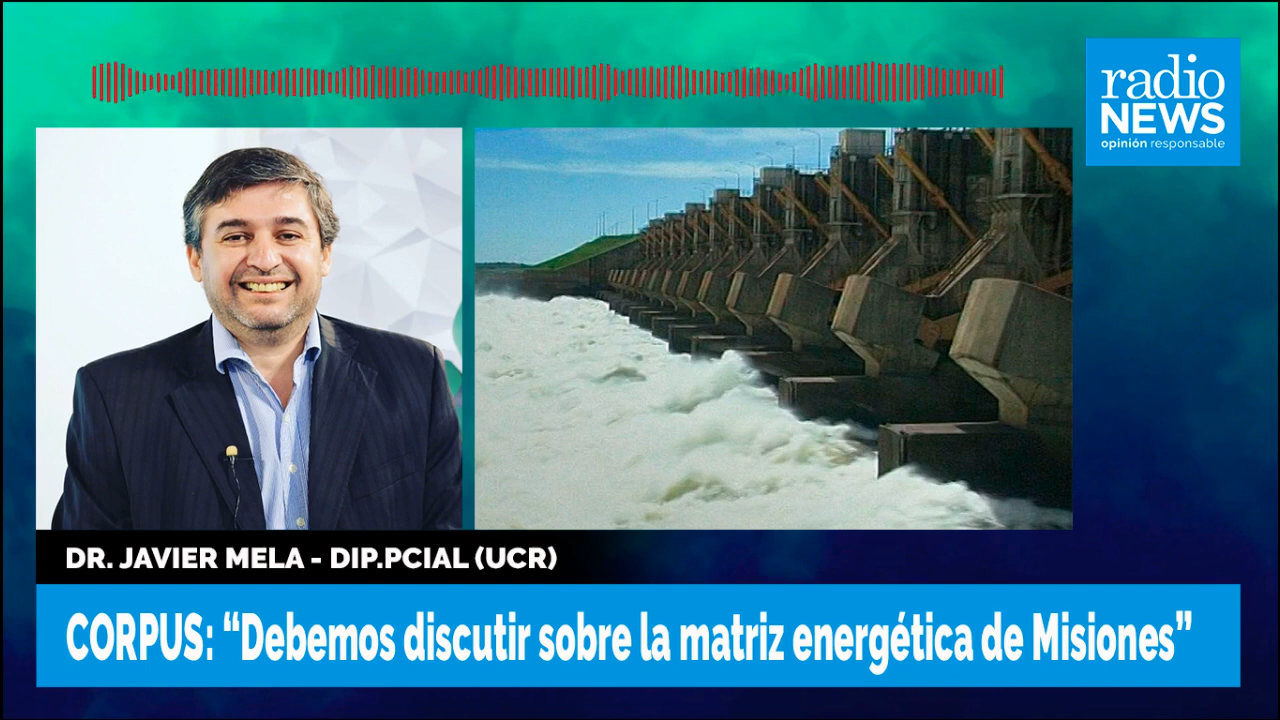 radio
NEWS
opinión responsable
DR. JAVIER MELA - DIP.PCIAL (UCR)
CORPUS: “Debemos discutir sobre la matriz energética de Misiones”